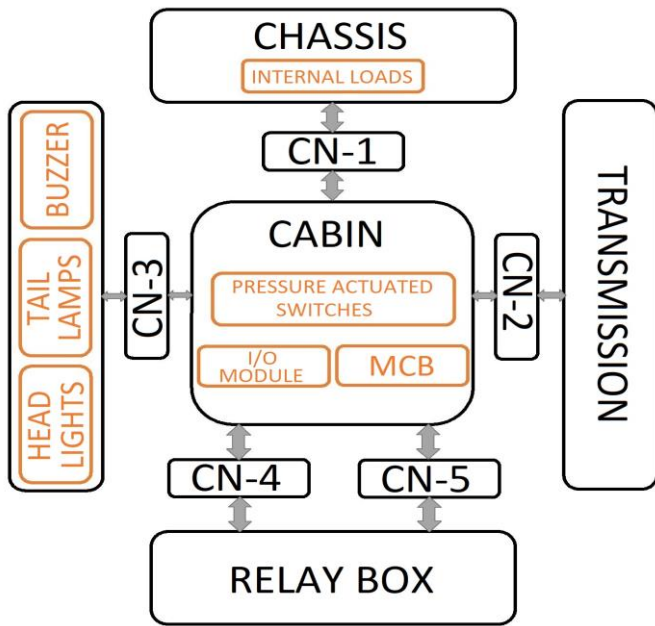 CHASSIS
INTERNAL LOADS
CN-1
BUZZER
TAIL
LAMPS
HEAD
LIGHTS
CN-3
CABIN
PRESSURE ACTUATED
SWITCHES
I/O
MODULE
MCB
CN-2
TRANSMISSION
CN-4
CN-5
RELAY BOX